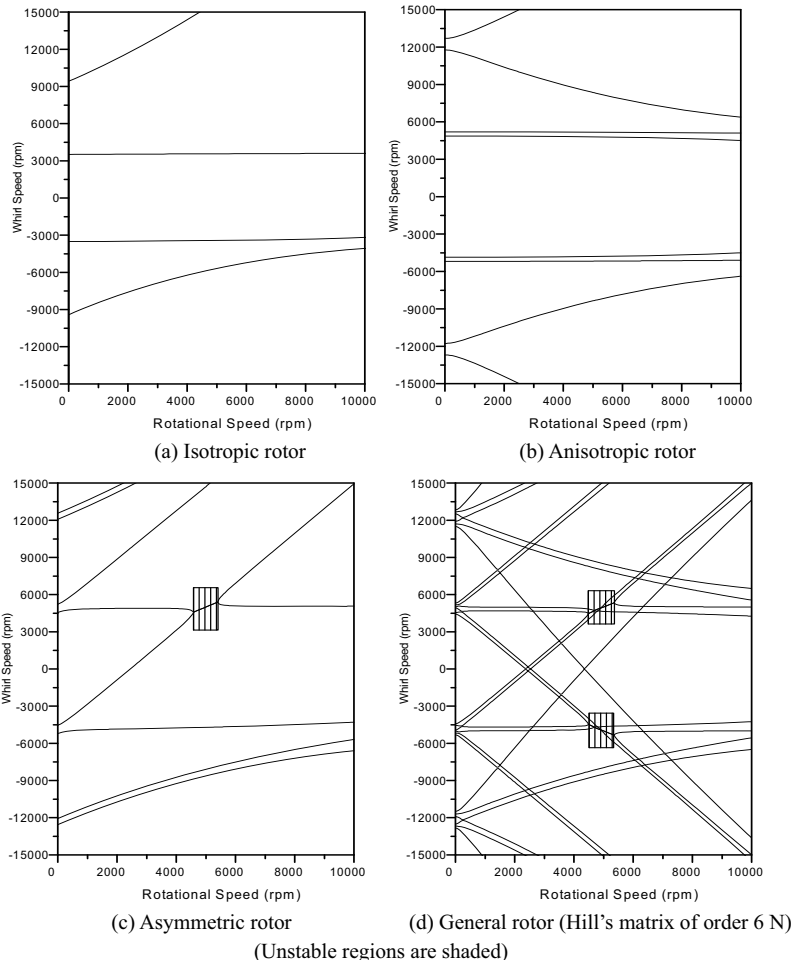 15000
12000
9000
6000
3000
0
-3000
-6000
-9000
-12000
-15000
Whirl Speed (rpm)
0 2000 4000 6000 8000 10000
Rotational Speed (rpm)
(a) Isotropic rotor
15000
12000
9000
6000
3000
0
-3000
-6000
-9000
-12000
-15000
Whirl Speed (rpm)
0 2000 4000 6000 8000 10000
Rotational Speed (rpm)
(b) Anisotropic rotor
15000
12000
9000
6000
3000
0
-3000
-6000
-9000
-12000
-15000
Whirl Speed (rpm)
0 2000 4000 6000 8000 10000
Rotational Speed (rpm)
(c) Asymmetric rotor
15000
12000
9000
6000
3000
0
-3000
-6000
-9000
-12000
-15000
Whirl Speed (rpm)
0 2000 4000 6000 8000 10000
Rotational Speed (rpm)
(d) General rotor (Hill's matrix of order 6 N)
(Unstable regions are shaded)